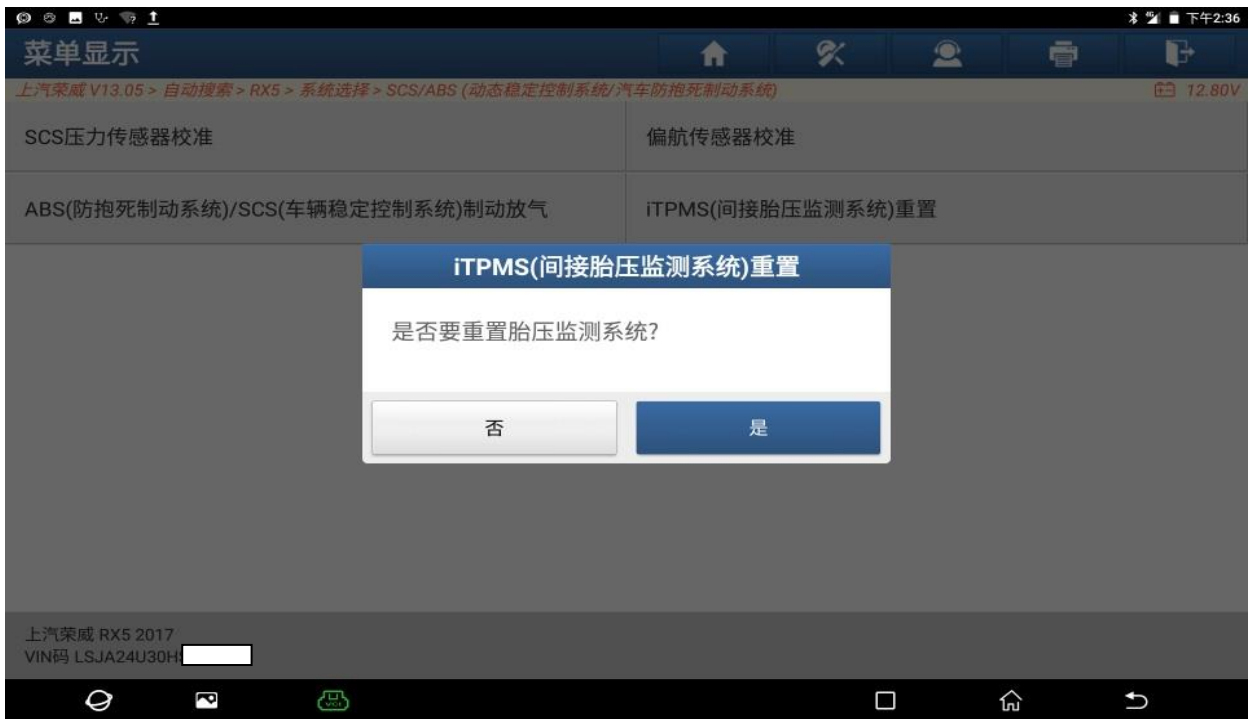 4G
下午2:36
菜单显示
上汽荣威 V13.05 > 自动搜索 > RX5 > 系统选择 > SCS/ABS (动态稳定控制系统/汽车防抱死制动系统)
12.80V
SCS压力传感器校准
偏航传感器校准
ABS(防抱死制动系统)/SCS(车辆稳定控制系统)制动放气
iTPMS(间接胎压监测系统)重置
iTPMS(间接胎压监测系统)重置
是否要重置胎压监测系统?
否
是
上汽荣威 RX5 2017
VIN码 LSJA24U30H
VCI